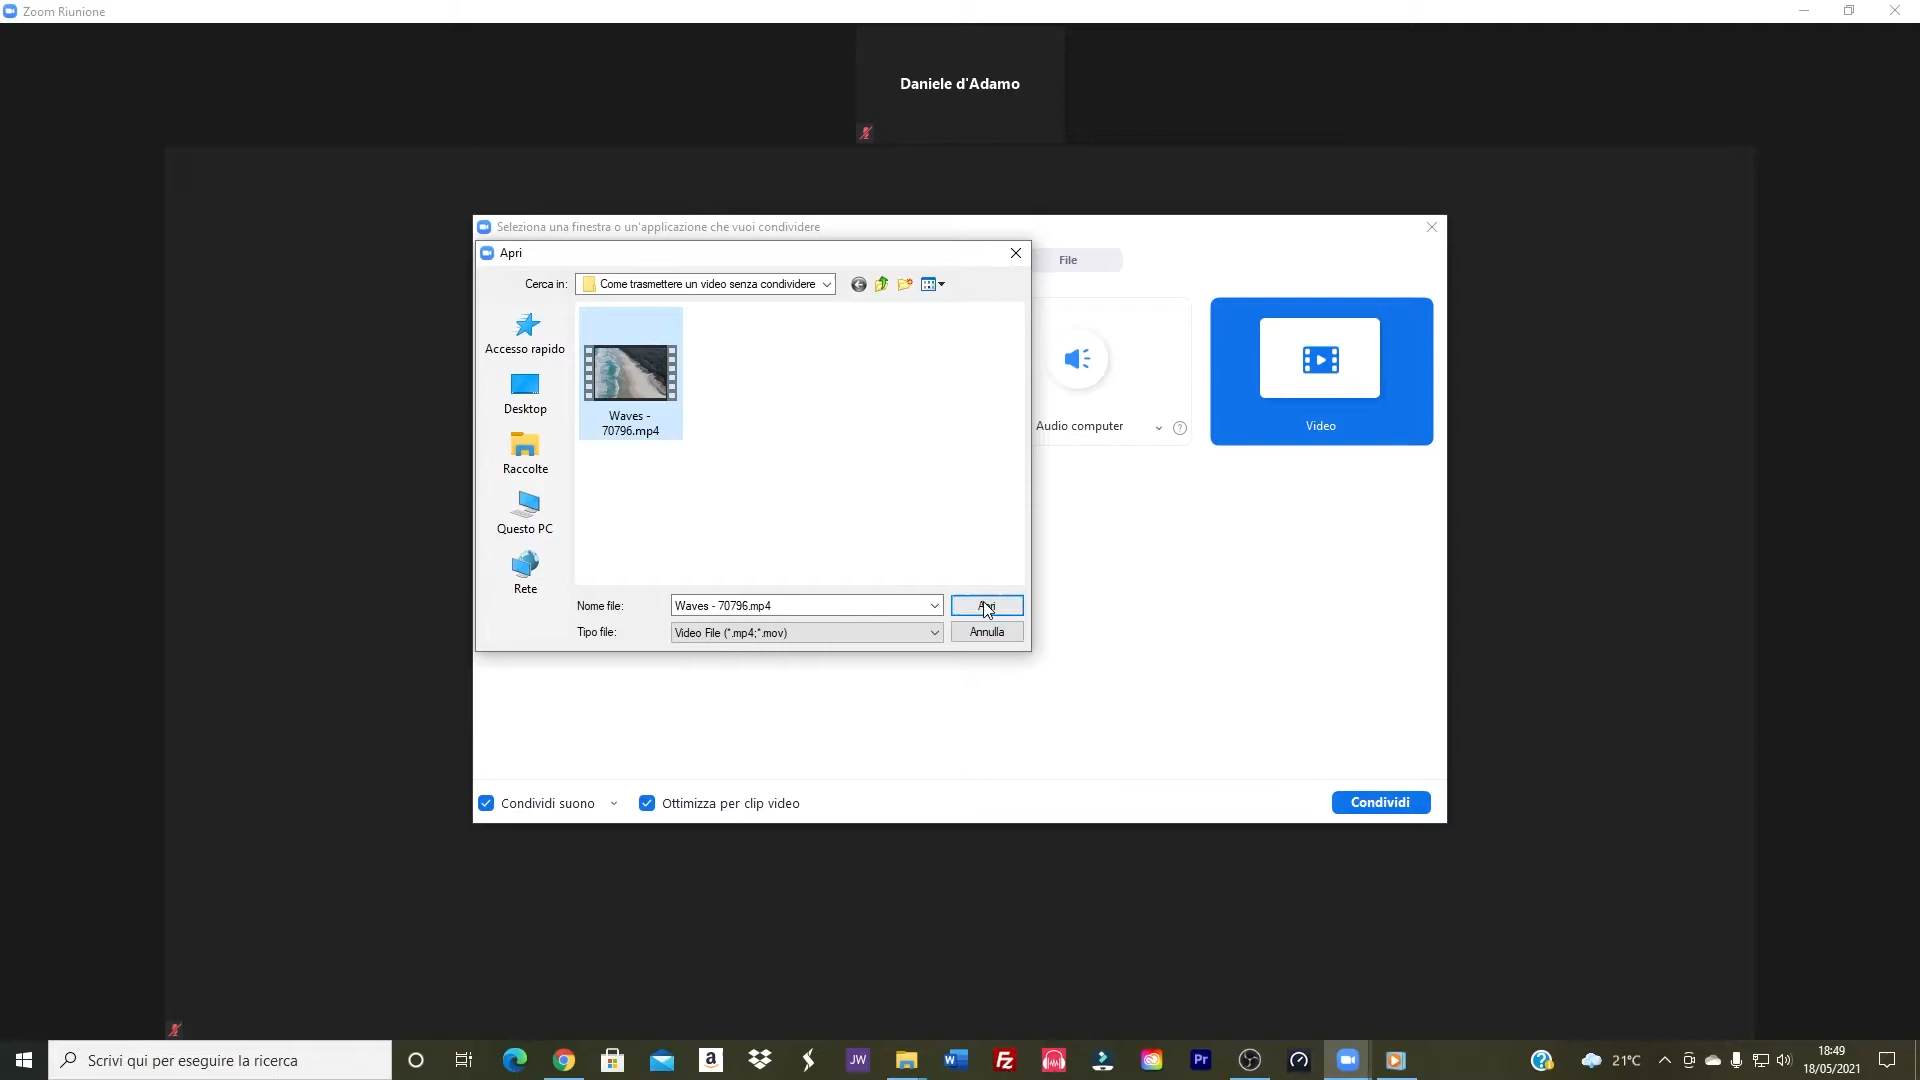 Zoom Riunione
Daniele d'Adamo
Seleziona una finestra o un'applicazione che vuoi condividere
Apri
File
Cerca in:
Come trasmettere un video senza condividere
Accesso rapido
Desktop
Raccolte
Questo PC
Rete
Waves -
70796.mp4
Audio computer
Video
Nome file:
Waves - 70796.mp4
Apri
Tipo file:
Video File (*.mp4;*.mov)
Annulla
Condividi suono
Ottimizza per clip video
Condividi
Scrivi qui per eseguire la ricerca
JW
Pr
21°C
18:49
18/05/2021